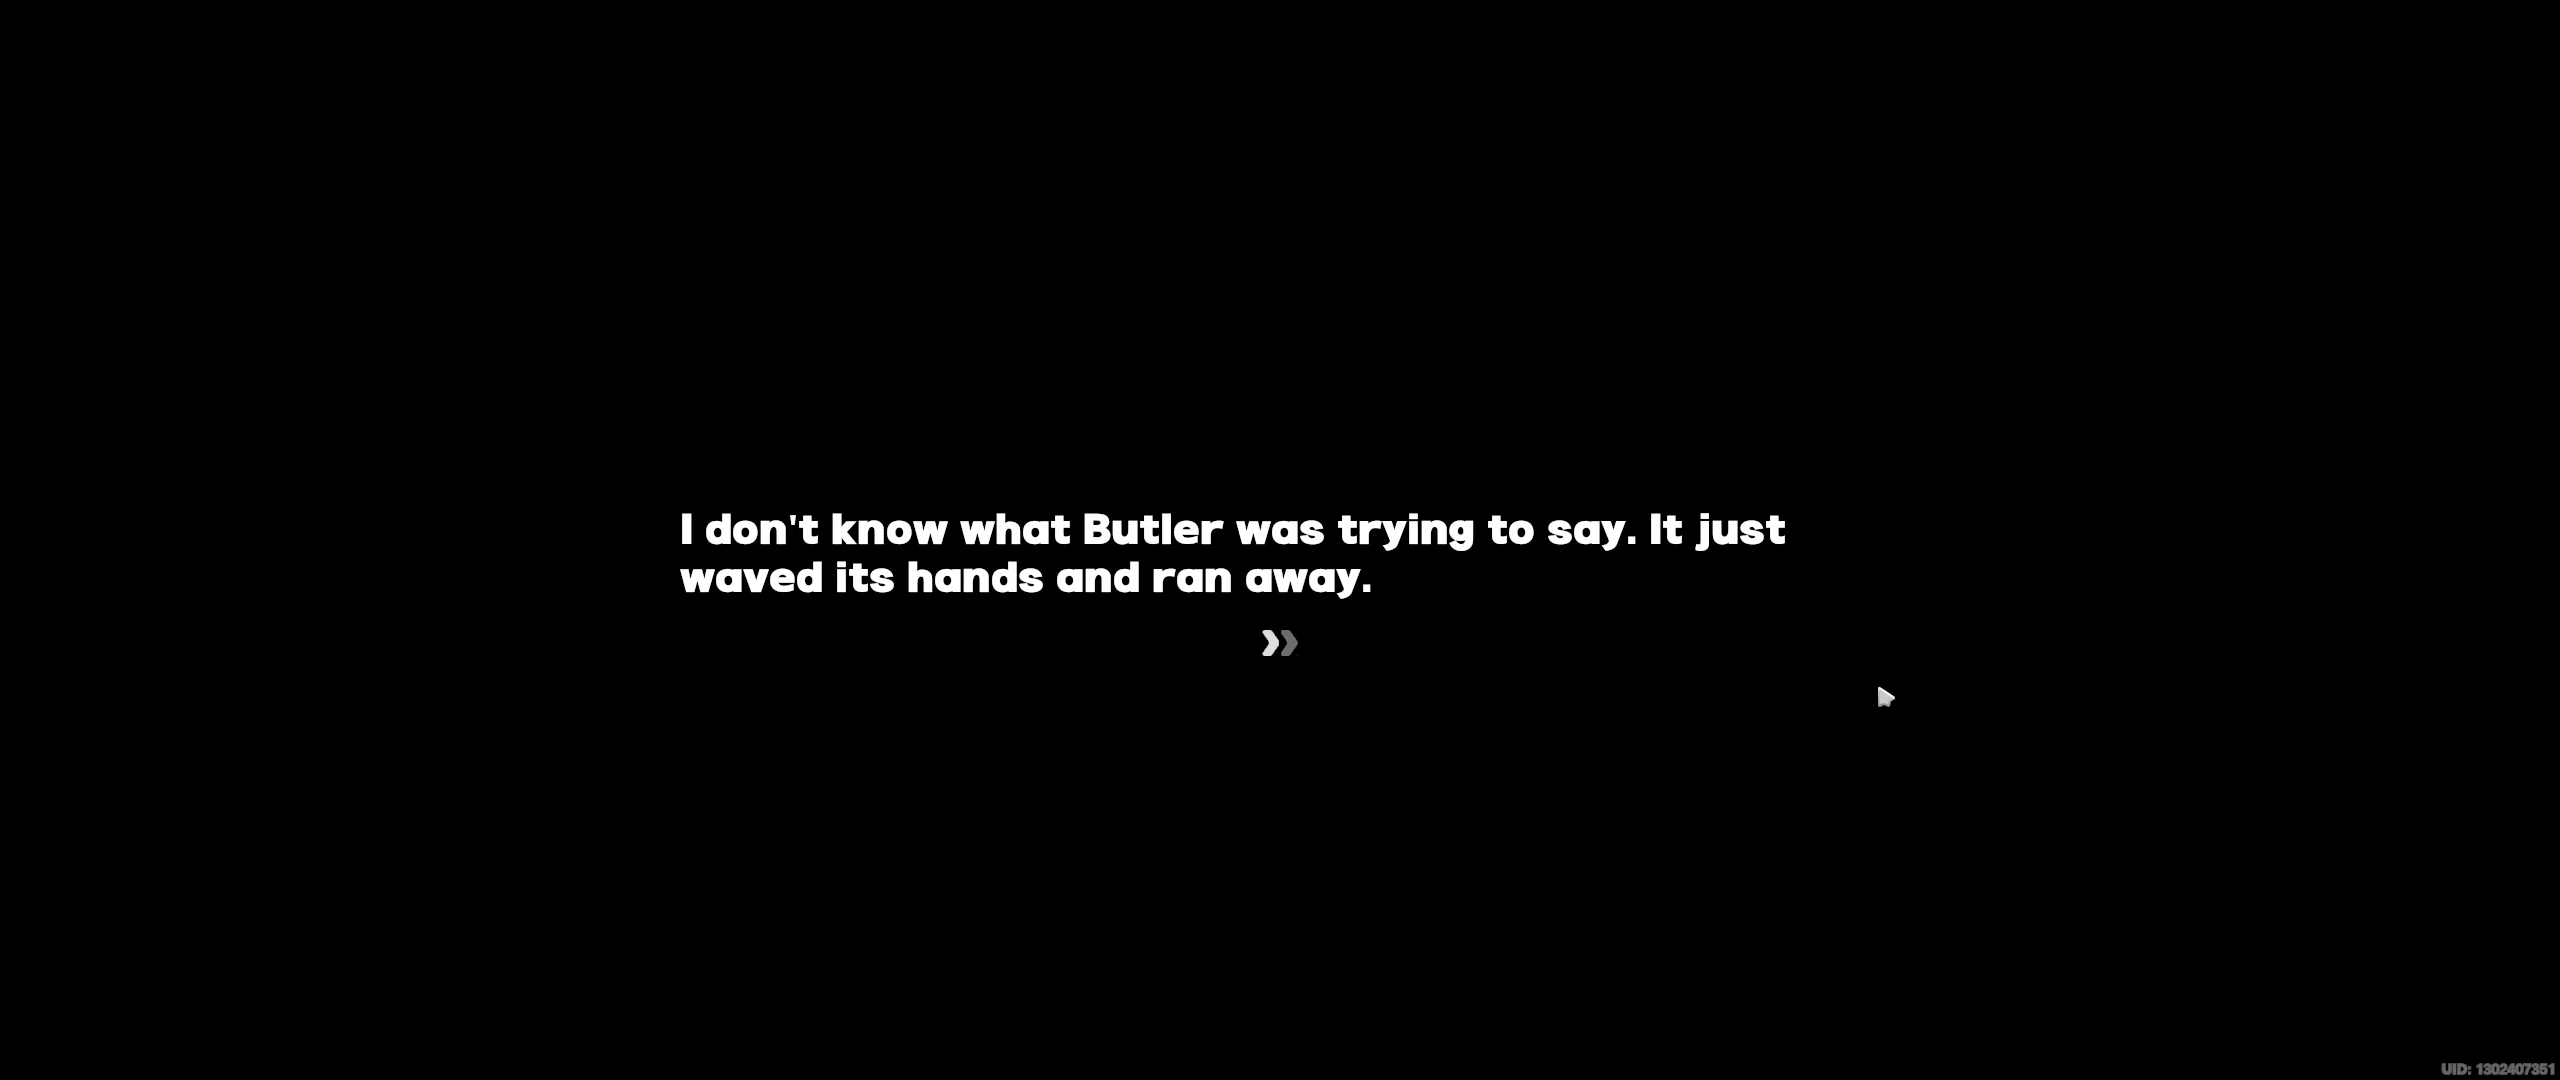 I don't know what Butler was trying to say. It just
waved its hands and ran away.
UID: 1302407351